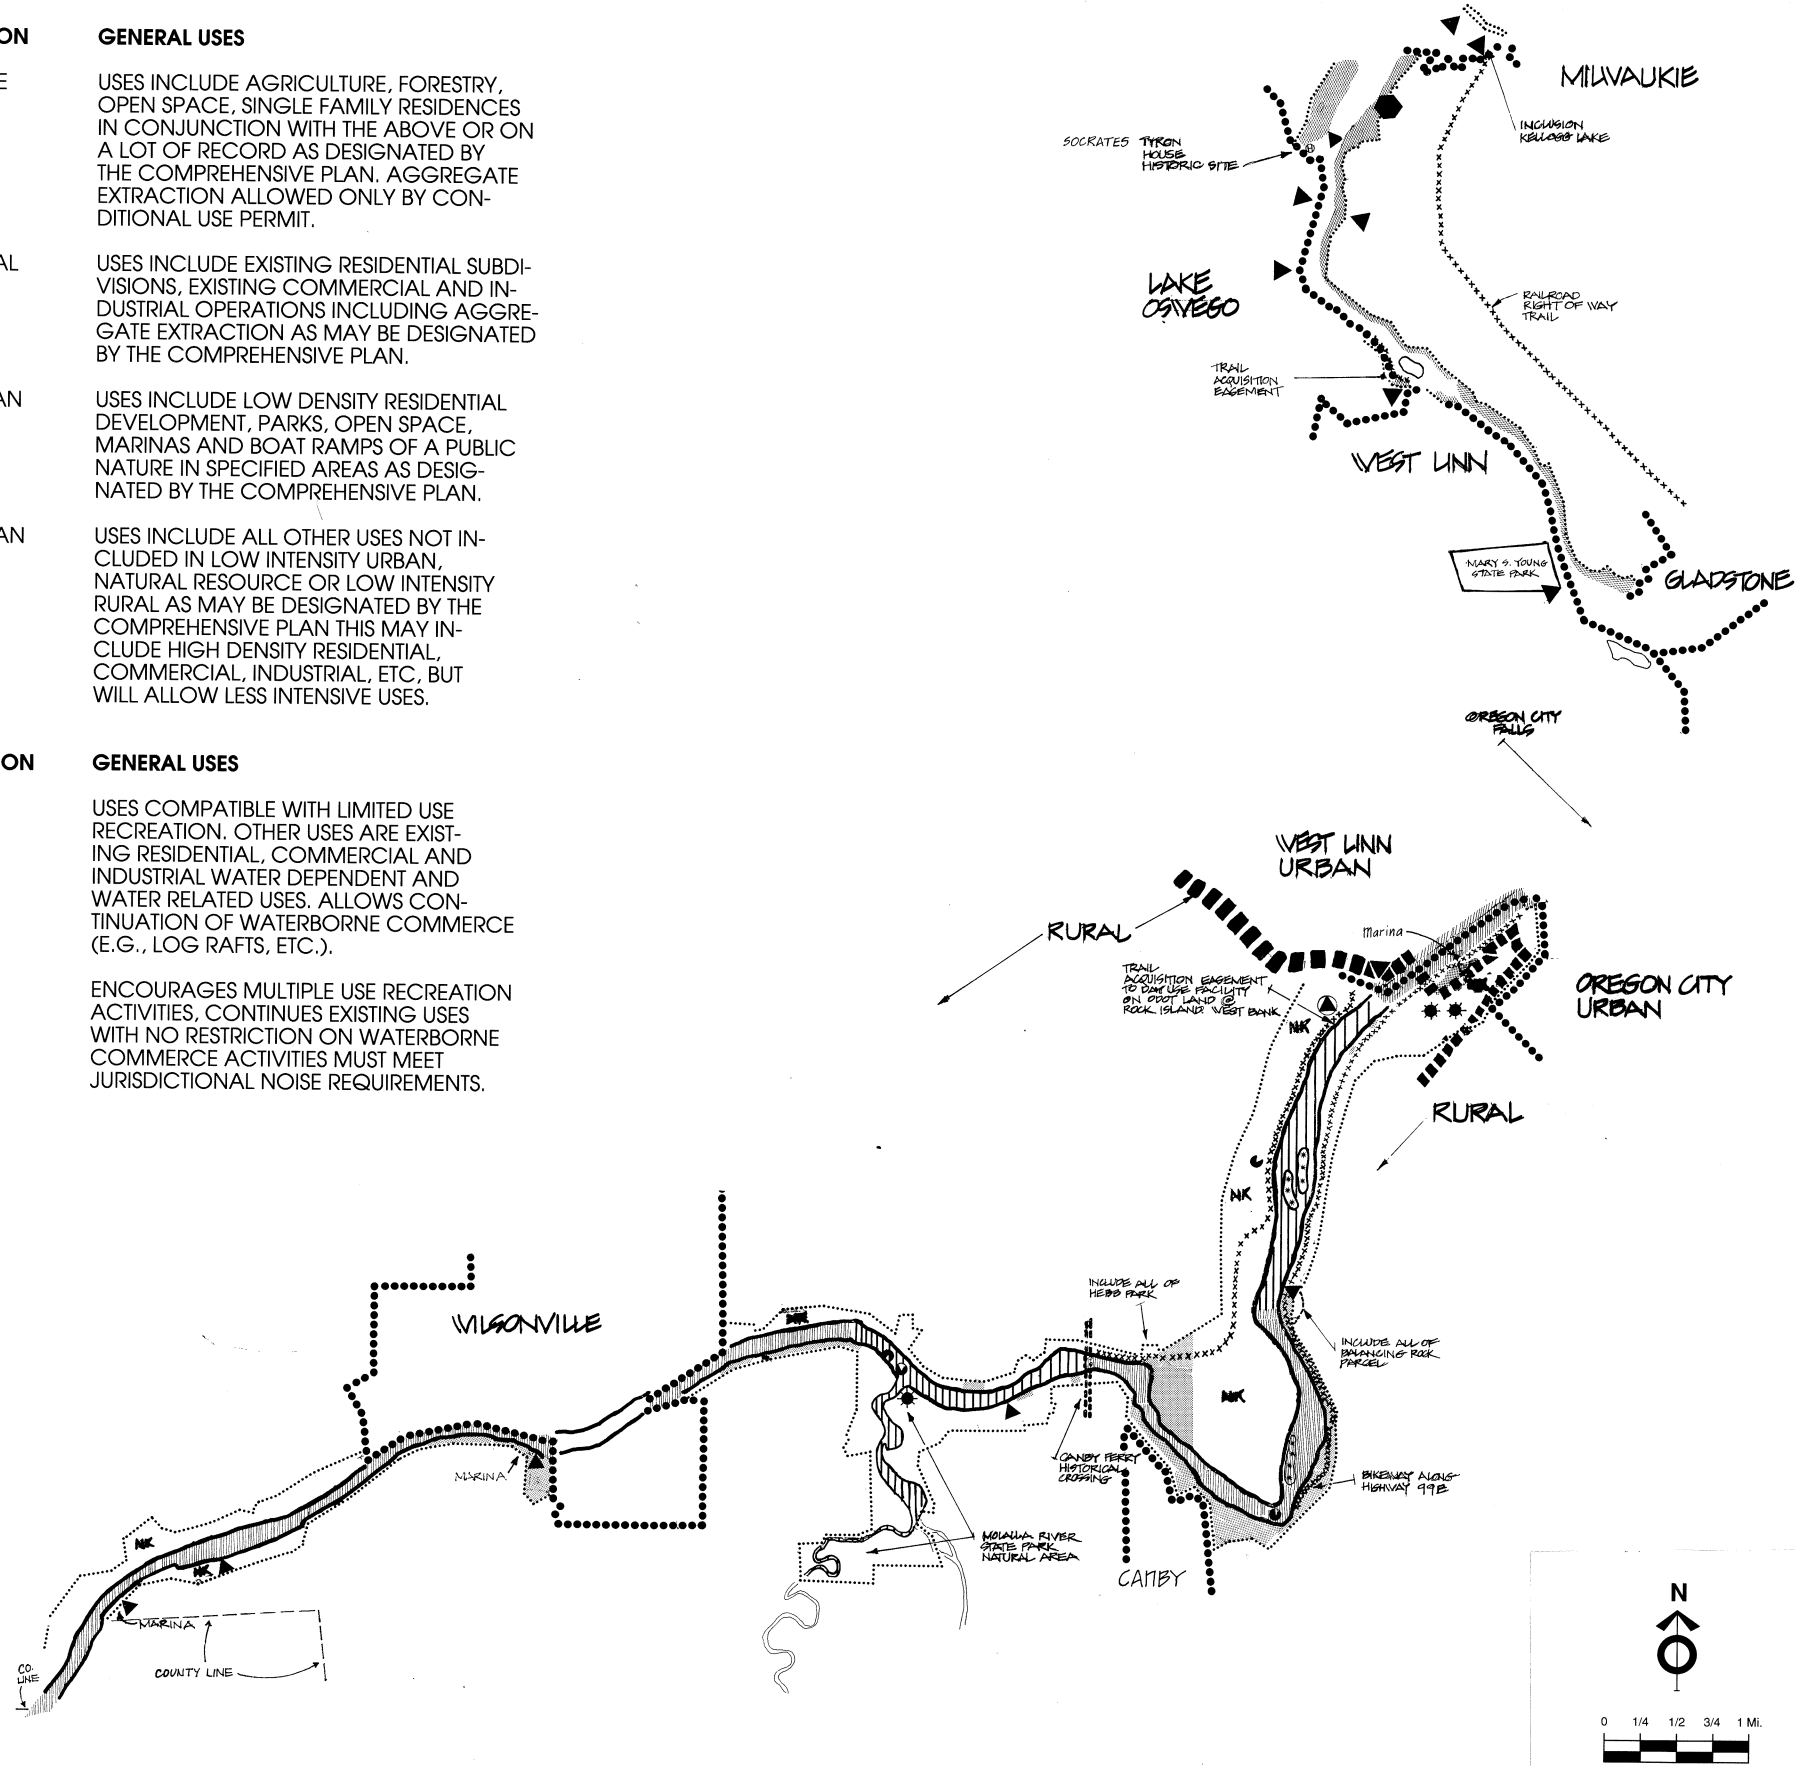 ON
GENERAL USES
E
USES INCLUDE AGRICULTURE, FORESTRY,
OPEN SPACE, SINGLE FAMILY RESIDENCES
IN CONJUNCTION WITH THE ABOVE OR ON
A LOT OF RECORD AS DESIGNATED BY
THE COMPREHENSIVE PLAN. AGGREGATE
EXTRACTION ALLOWED ONLY BY CON-
DITIONAL USE PERMIT.
AL
USES INCLUDE EXISTING RESIDENTIAL SUBDI-
VISIONS, EXISTING COMMERCIAL AND IN-
DUSTRIAL OPERATIONS INCLUDING AGGRE-
GATE EXTRACTION AS MAY BE DESIGNATED
BY THE COMPREHENSIVE PLAN.
AN
USES INCLUDE LOW DENSITY RESIDENTIAL
DEVELOPMENT, PARKS, OPEN SPACE,
MARINAS AND BOAT RAMPS OF A PUBLIC
NATURE IN SPECIFIED AREAS AS DESIG-
NATED BY THE COMPREHENSIVE PLAN.
AN
USES INCLUDE ALL OTHER USES NOT IN-
CLUDED IN LOW INTENSITY URBAN,
NATURAL RESOURCE OR LOW INTENSITY
RURAL AS MAY BE DESIGNATED BY THE
COMPREHENSIVE PLAN THIS MAY IN-
CLUDE HIGH DENSITY RESIDENTIAL,
COMMERCIAL, INDUSTRIAL, ETC, BUT
WILL ALLOW LESS INTENSIVE USES.
ON
GENERAL USES
USES COMPATIBLE WITH LIMITED USE
RECREATION. OTHER USES ARE EXIST-
ING RESIDENTIAL, COMMERCIAL AND
INDUSTRIAL WATER DEPENDENT AND
WATER RELATED USES. ALLOWS CON-
TINUATION OF WATERBORNE COMMERCE
(E.G., LOG RAFTS, ETC.).
ENCOURAGES MULTIPLE USE RECREATION
ACTIVITIES, CONTINUES EXISTING USES
WITH NO RESTRICTION ON WATERBORNE
COMMERCE ACTIVITIES MUST MEET
JURISDICTIONAL NOISE REQUIREMENTS.
MILWAUKIE
INCLUSION
KELLOGG LAKE
SOCRATES TYRON
HOUSE
HISTORIC SITE
LAKE
OSWEGO
RAILROAD
RIGHT OF WAY
TRAIL
TRAIL
ACQUISITION
EASEMENT
WEST LINN
MARY S. YOUNG
STATE PARK
GLADSTONE
OREGON CITY
FALLS
WEST LINN
URBAN
RURAL
Marina
TRAIL
ACQUISITION EASEMENT
TO DAY USE FACILITY
ON ODOT LAND @
ROCK ISLAND WEST BANK
OREGON CITY
URBAN
NK
RURAL
NK
INCLUDE ALL OF
HEBB PARK
WILSONVILLE
NK
INCLUDE ALL OF
BALANCING ROCK
PARCEL
NK
MARINA
CANBY FERRY
HISTORICAL
CROSSING
BIKEWAY ALONG
HIGHWAY 99E
NK
NK
MOLALLA RIVER
STATE PARK
NATURAL AREA
CANBY
MARINA
COUNTY LINE
CO.
LINE
N
0 1/4 1/2 3/4 1 Mi.